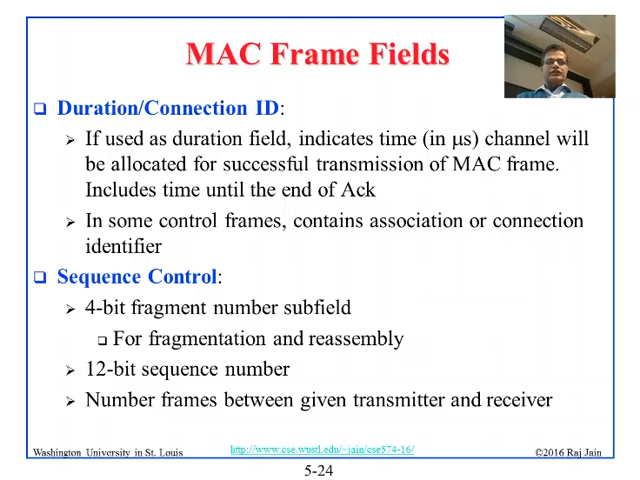 MAC Frame Fields
❑ Duration/Connection ID:
➢ If used as duration field, indicates time (in μs) channel will
be allocated for successful transmission of MAC frame.
Includes time until the end of Ack
➢ In some control frames, contains association or connection
identifier
❑ Sequence Control:
➢ 4-bit fragment number subfield
❑ For fragmentation and reassembly
➢ 12-bit sequence number
➢ Number frames between given transmitter and receiver
Washington University in St. Louis
http://www.cse.wustl.edu/~jain/cse574-16/
©2016 Raj Jain
5-24